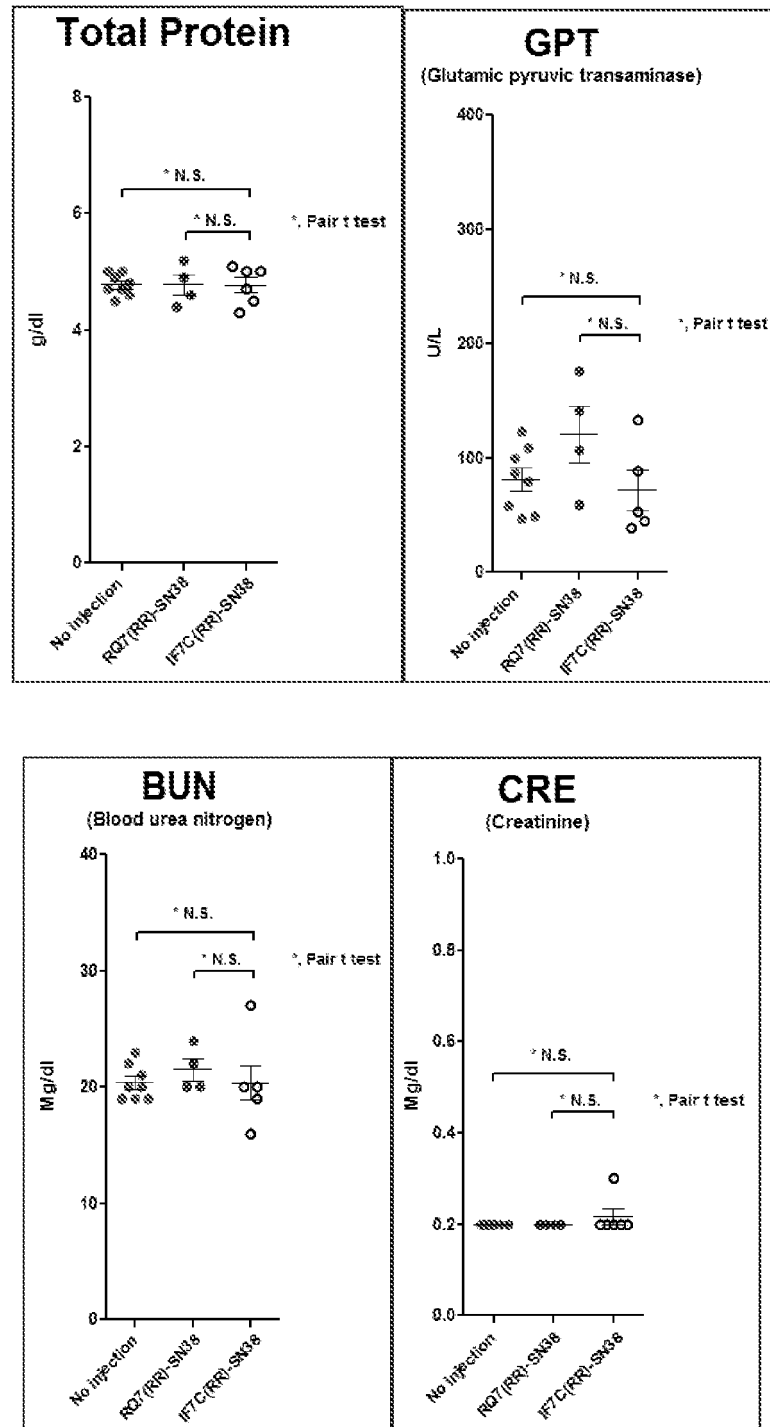 Total Protein
8
6
4
2
0
g/dl
* N.S.
* N.S.
*, Pair t test
No injection
RQ7(RR)-SN38
IF7C(RR)-SN38
GPT
(Glutamic pyruvic transaminase)
400
300
200
100
0
U/L
* N.S.
* N.S.
*, Pair t test
No injection
RQ7(RR)-SN38
IF7C(RR)-SN38
BUN
(Blood urea nitrogen)
40
30
20
10
0
Mg/dl
* N.S.
* N.S.
*, Pair t test
No injection
RQ7(RR)-SN38
IF7C(RR)-SN38
CRE
(Creatinine)
1.0
0.8
0.6
0.4
0.2
0.0
Mg/dl
* N.S.
* N.S.
*, Pair t test
No injection
RQ7(RR)-SN38
IF7C(RR)-SN38